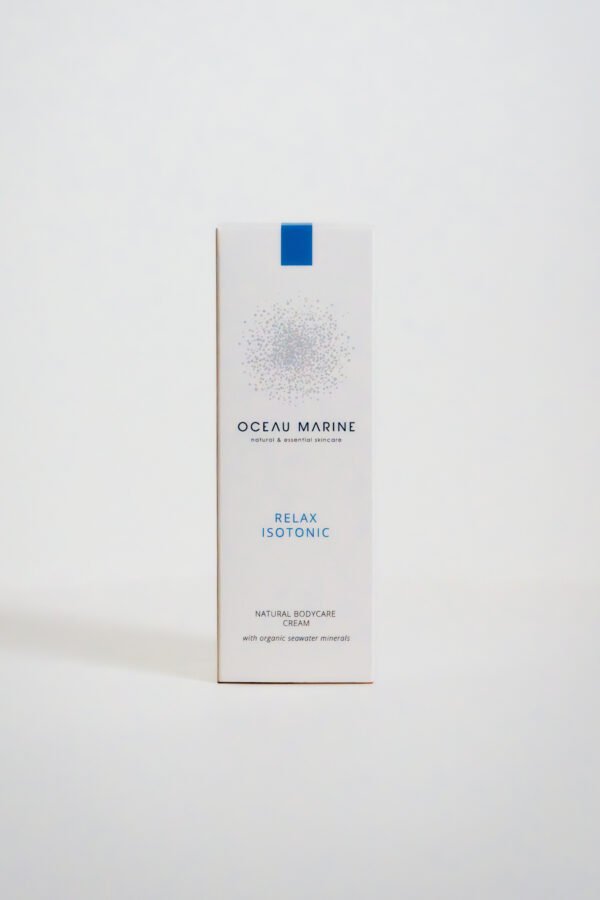 OCEAU MARINE
natural & essential skincare
RELAX
ISOTONIC
NATURAL BODYCARE
CREAM
with organic seawater minerals